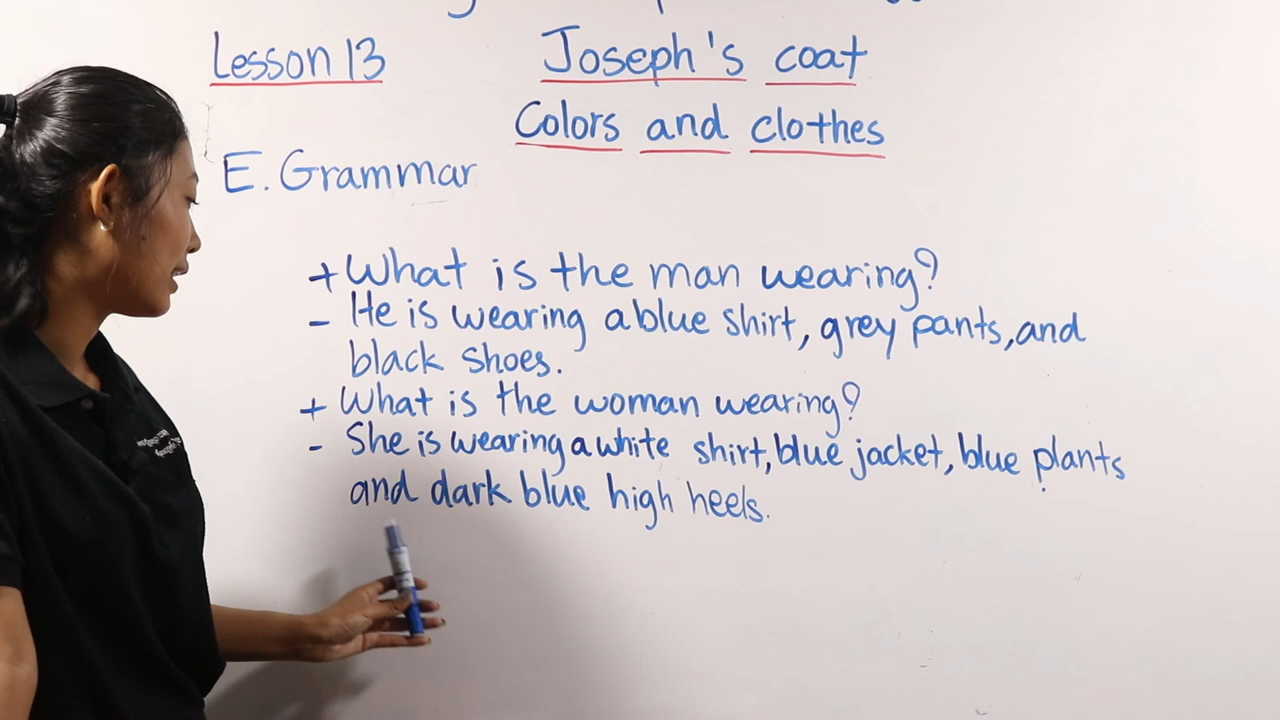 Lesson 13
Joseph's coat
Colors and clothes
E. Grammar
+ What is the man wearing?
- He is wearing a blue shirt, grey pants, and
black shoes.
+ What is the woman wearing?
- She is wearing a white shirt, blue jacket, blue plants
and dark blue high heels.